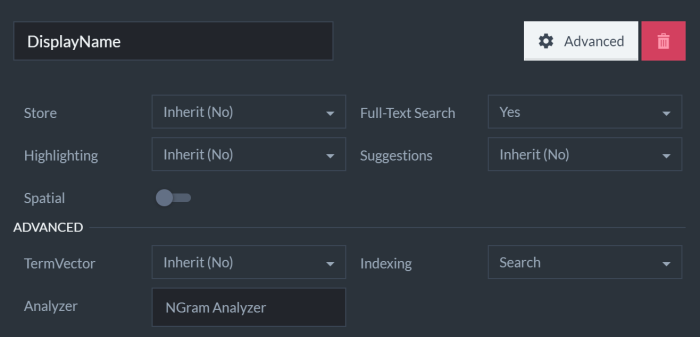 DisplayName Advanced
Store Inherit (No) Full-Text Search Yes
Highlighting Inherit (No) Suggestions Inherit (No)
Spatial
ADVANCED
TermVector Inherit (No) Indexing Search
Analyzer NGram Analyzer